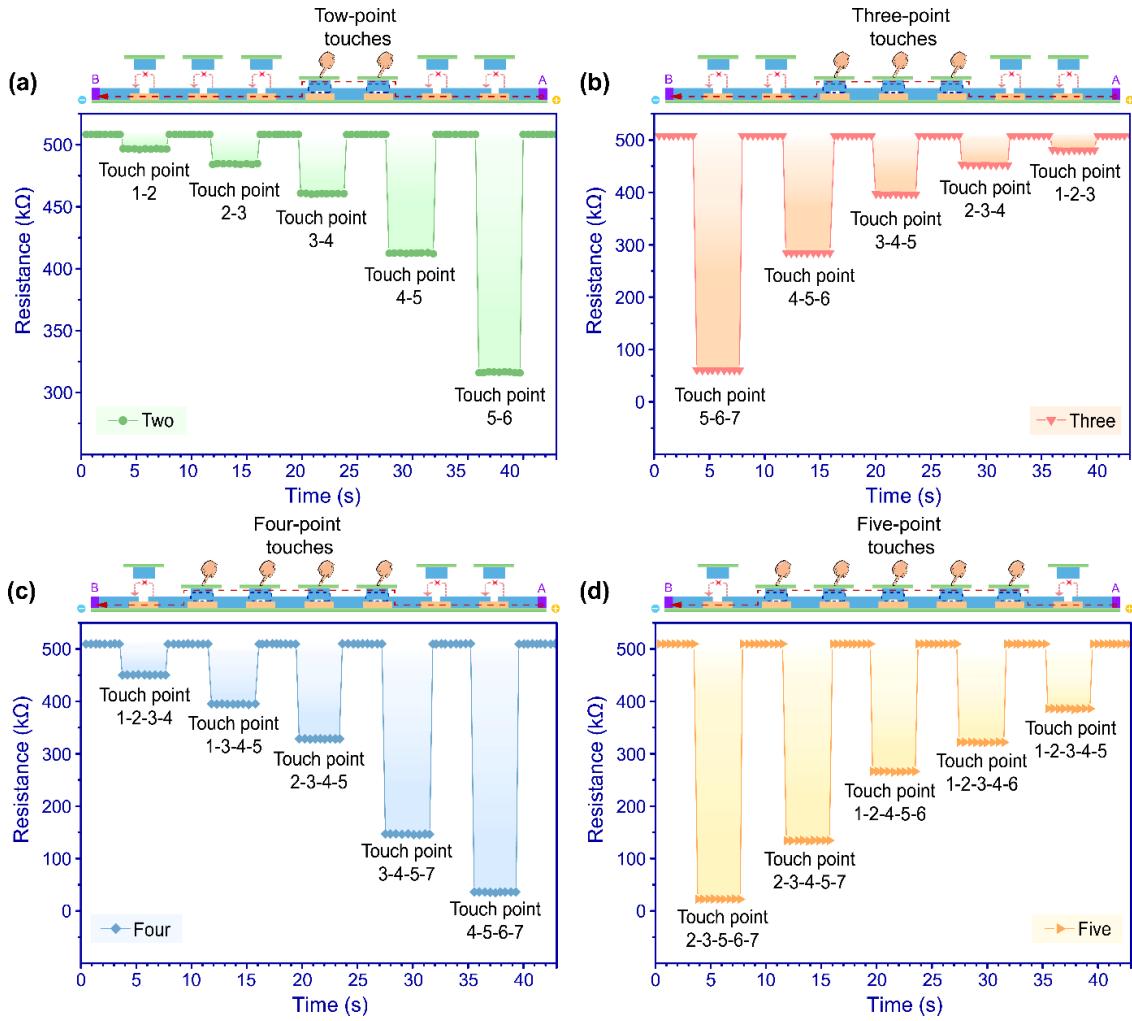 Tow-point
touches
(a)
B
A
Resistance (kΩ)
500
450
400
350
300
Touch point
1-2
Touch point
2-3
Touch point
3-4
Touch point
4-5
Touch point
5-6
Two
0
5
10
15
20
25
30
35
40
Time (s)
Three-point
touches
(b)
B
A
Resistance (kΩ)
500
400
300
200
100
0
Touch point
5-6-7
Touch point
4-5-6
Touch point
3-4-5
Touch point
2-3-4
Touch point
1-2-3
Three
0
5
10
15
20
25
30
35
40
Time (s)
Four-point
touches
(c)
B
A
Resistance (kΩ)
500
400
300
200
100
0
Touch point
1-2-3-4
Touch point
1-3-4-5
Touch point
2-3-4-5
Touch point
3-4-5-7
Touch point
4-5-6-7
Four
0
5
10
15
20
25
30
35
40
Time (s)
Five-point
touches
(d)
B
A
Resistance (kΩ)
500
400
300
200
100
0
Touch point
2-3-5-6-7
Touch point
2-3-4-5-7
Touch point
1-2-4-5-6
Touch point
1-2-3-4-6
Touch point
1-2-3-4-5
Five
0
5
10
15
20
25
30
35
40
Time (s)